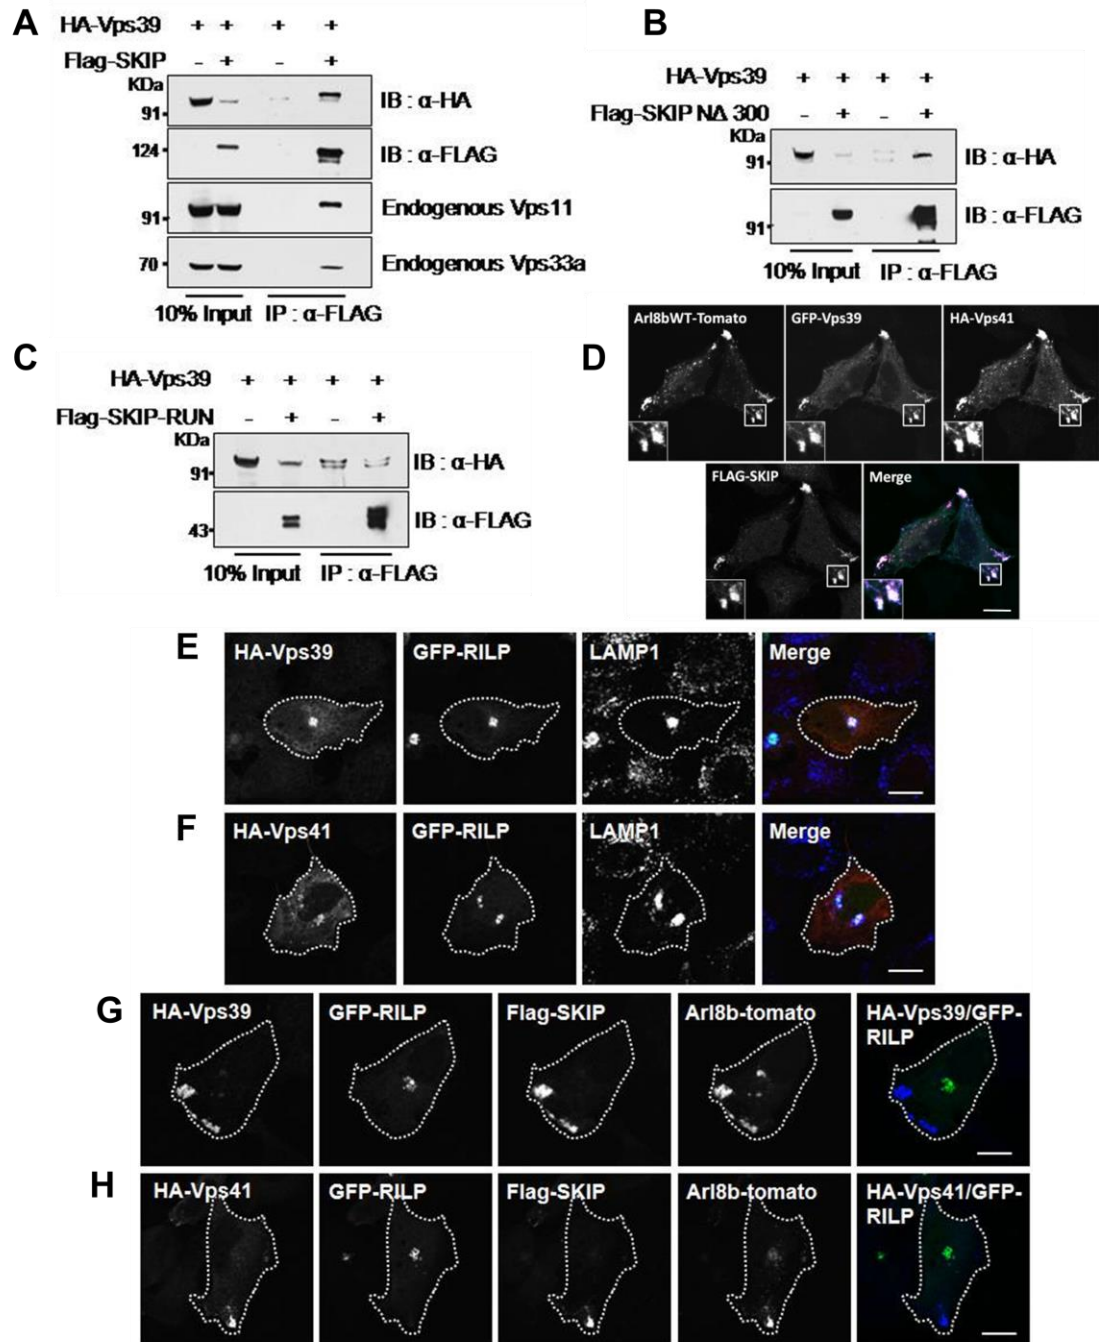 A
HA-Vps39 + + + +
Flag-SKIP - + - +
KDa
91
IB : α-HA
124
IB : α-FLAG
91
Endogenous Vps11
70
Endogenous Vps33a
10% Input IP : α-FLAG
B
HA-Vps39 + + + +
Flag-SKIP NΔ 300 - + - +
KDa
91
IB : α-HA
91
IB : α-FLAG
10% Input IP : α-FLAG
C
HA-Vps39 + + + +
Flag-SKIP-RUN - + - +
KDa
91
IB : α-HA
43
IB : α-FLAG
10% Input IP : α-FLAG
D
Arl8bWT-Tomato GFP-Vps39 HA-Vps41
FLAG-SKIP Merge
E
HA-Vps39 GFP-RILP LAMP1 Merge
F
HA-Vps41 GFP-RILP LAMP1 Merge
G
HA-Vps39 GFP-RILP Flag-SKIP Arl8b-tomato HA-Vps39/GFP-
RILP
H
HA-Vps41 GFP-RILP Flag-SKIP Arl8b-tomato HA-Vps41/GFP-
RILP